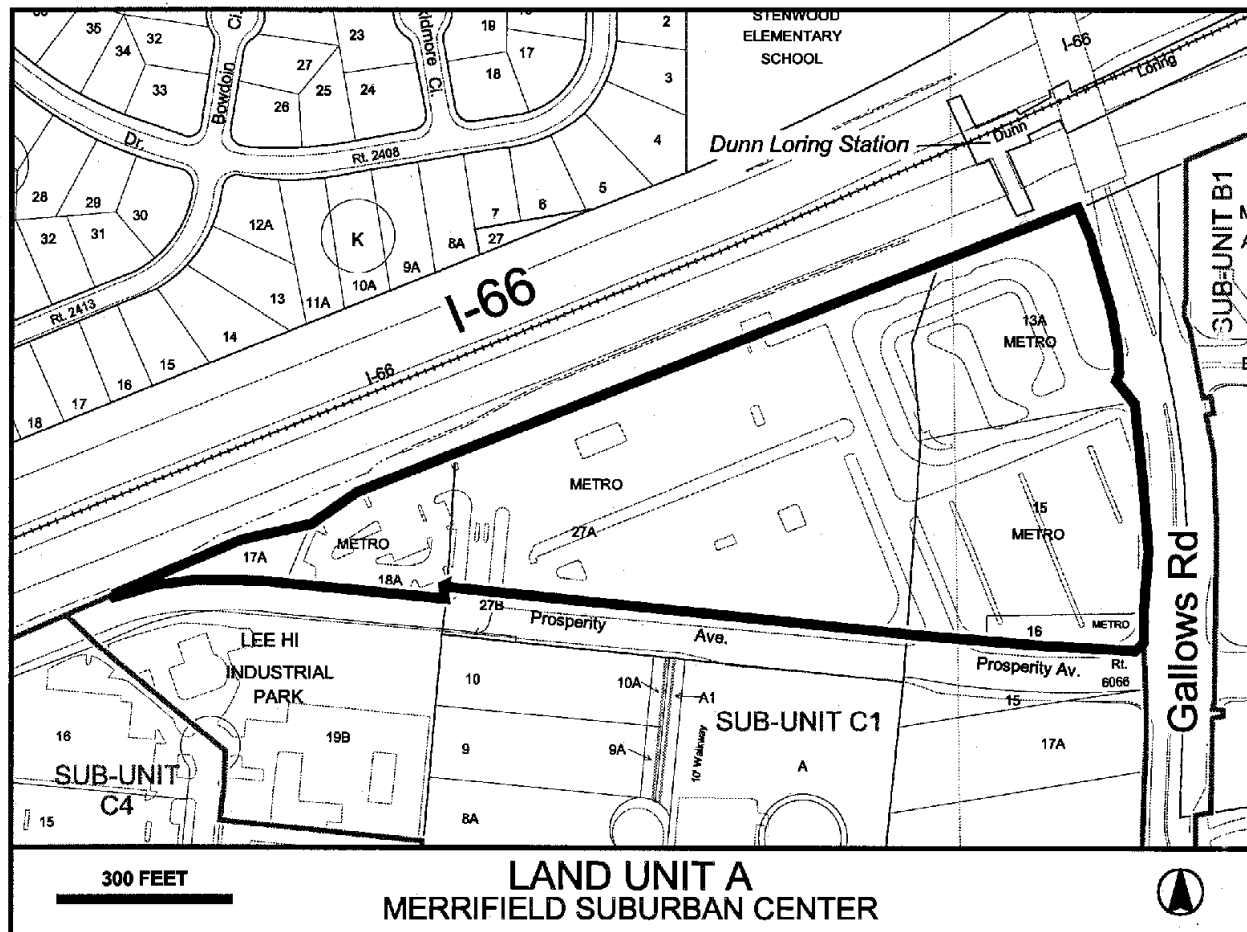 35
32
34
33
Bowdoin
Ci.
23
27
25
24
26
Ridmore Ci.
19
17
18
2
3
4
STENWOOD
ELEMENTARY
SCHOOL
I-66
Loring
Dunn
Dunn Loring Station
Dr.
Rt. 2408
28
29
30
32
31
12A
K
7
6
5
8A
27
9A
10A
11A
13
14
15
16
17
18
Rt. 2413
I-66
I-66
SUB-UNIT B1
13A
METRO
METRO
27A
15
METRO
METRO
17A
18A
27B
Prosperity
Ave.
16
METRO
Prosperity Av.
Rt.
6066
Gallows Rd
LEE HI
INDUSTRIAL
PARK
10
10A
A1
SUB-UNIT C1
15
17A
16
19B
9
9A
10' Walkway
A
SUB-UNIT
C4
15
8A
300 FEET
LAND UNIT A
MERRIFIELD SUBURBAN CENTER